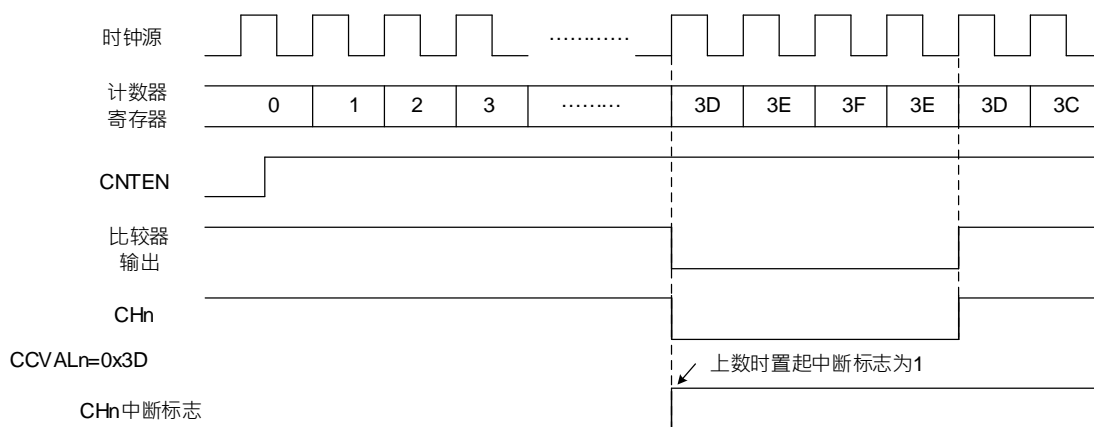 时钟源
…………
计数器
寄存器
0 1 2 3 ……… 3D 3E 3F 3E 3D 3C
CNTEN
比较器
输出
CHn
CCVALn=0x3D
上数时置起中断标志为1
CHn中断标志